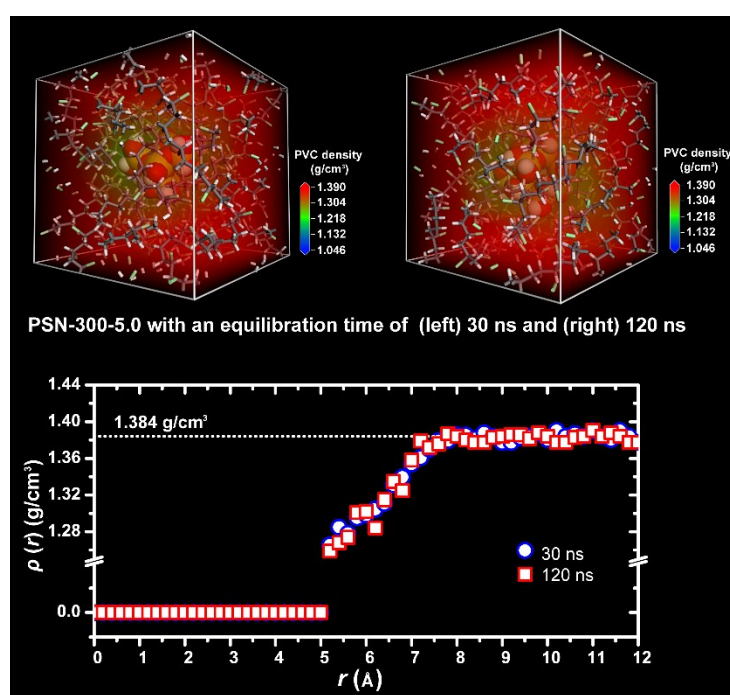 PVC density
(g/cm³)
1.390
1.304
1.218
1.132
1.046
PVC density
(g/cm³)
1.390
1.304
1.218
1.132
1.046
PSN-300-5.0 with an equilibration time of (left) 30 ns and (right) 120 ns
1.44
1.40
1.36
1.32
1.28
0.0
ρ (r) (g/cm³)
1.384 g/cm³
30 ns
120 ns
0 1 2 3 4 5 6 7 8 9 10 11 12
r (Å)